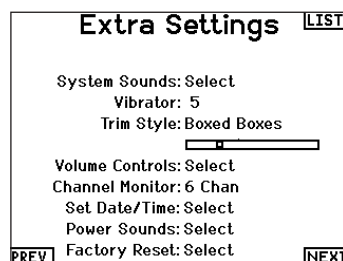 Extra Settings
LIST
System Sounds: Select
Vibrator: 5
Trim Style: Boxed Boxes
Volume Controls: Select
Channel Monitor: 6 Chan
Set Date/Time: Select
Power Sounds: Select
Factory Reset: Select
PREV
NEXT